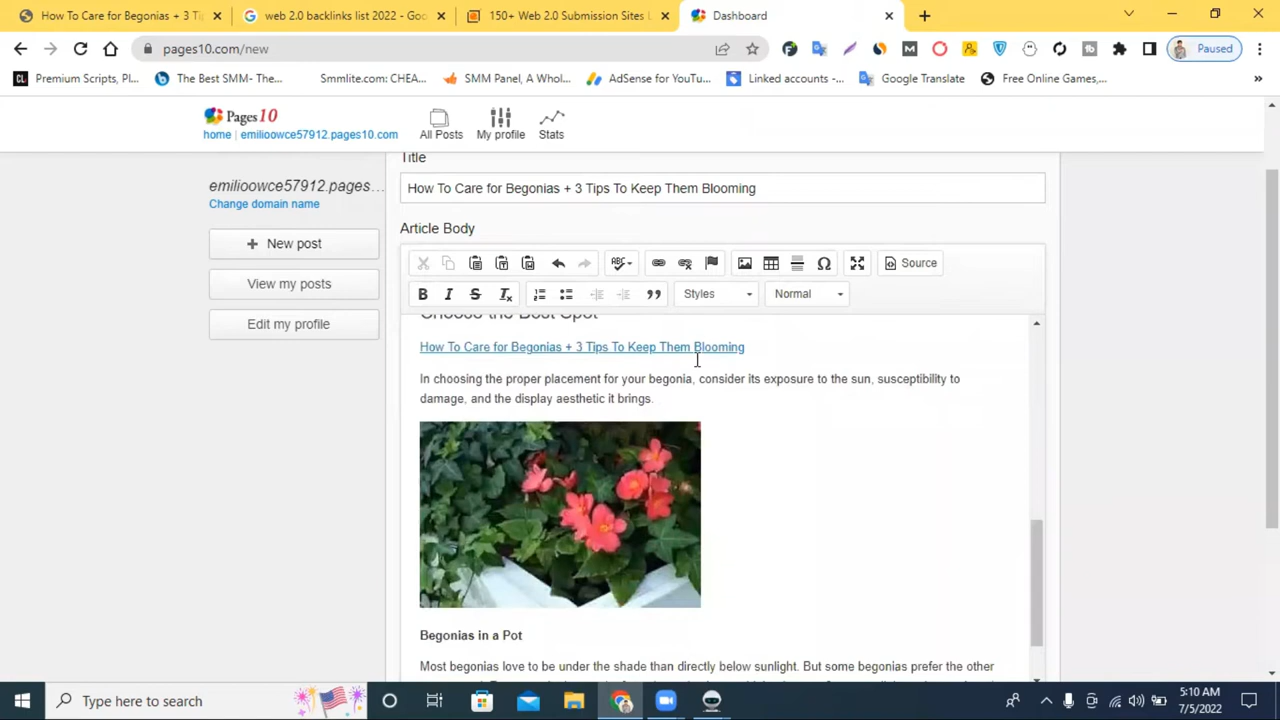 How To Care for Begonias + 3 Tip
web 2.0 backlinks list 2022 - Goo
150+ Web 2.0 Submission Sites L
Dashboard
pages10.com/new
Paused
Premium Scripts, Pl...
The Best SMM- The...
Smmlite.com: CHEA...
SMM Panel, A Whol...
AdSense for YouTu...
Linked accounts -...
Google Translate
Free Online Games,...
Pages10
home | emilioowce57912.pages10.com
All Posts
My profile
Stats
emilioowce57912.pages...
Change domain name
+ New post
View my posts
Edit my profile
Title
How To Care for Begonias + 3 Tips To Keep Them Blooming
Article Body
Source
Styles
Normal
Choose the Best Spot
How To Care for Begonias + 3 Tips To Keep Them Blooming
In choosing the proper placement for your begonia, consider its exposure to the sun, susceptibility to
damage, and the display aesthetic it brings.
Begonias in a Pot
Most begonias love to be under the shade than directly below sunlight. But some begonias prefer the other
Type here to search
5:10 AM
7/5/2022